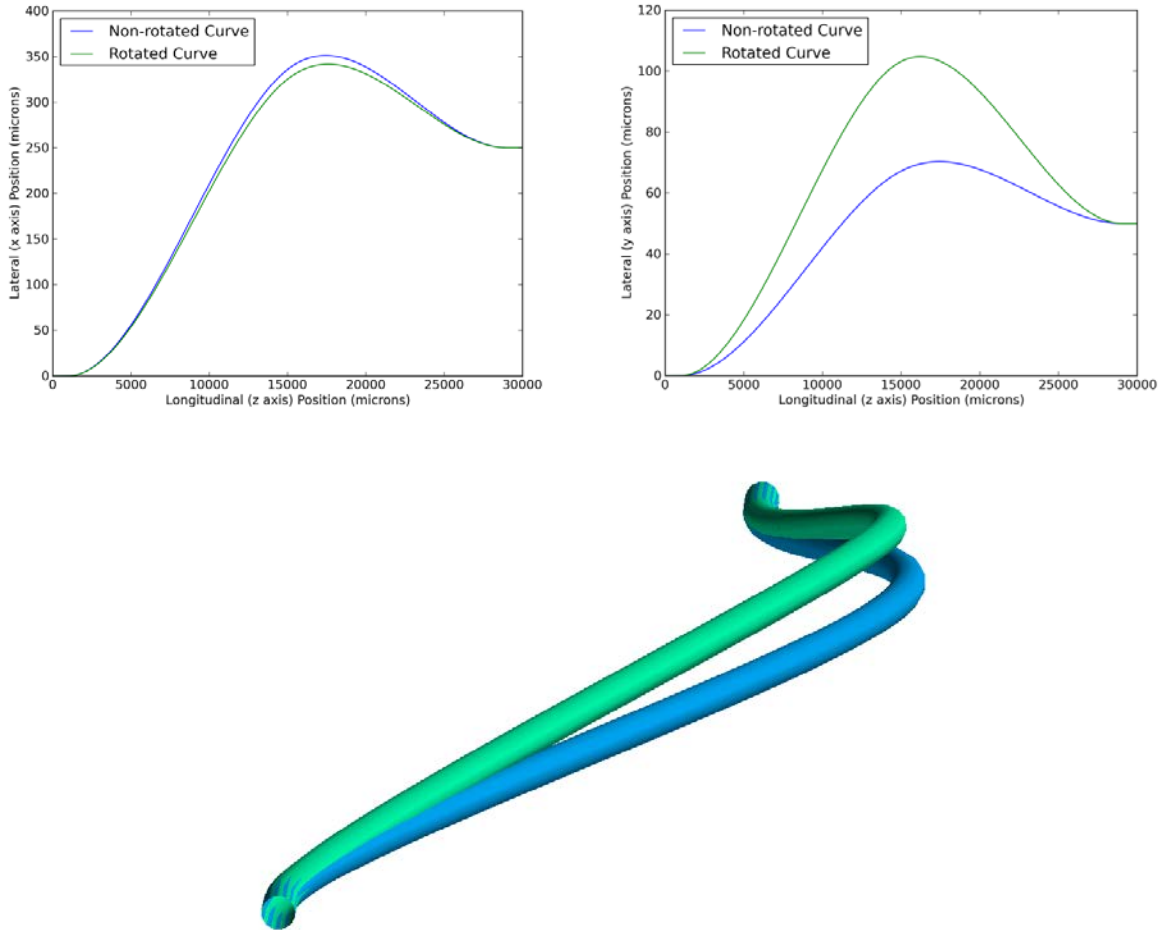 400
350
300
250
200
150
100
50
0
Lateral (x axis) Position (microns)
Non-rotated Curve
Rotated Curve
0 5000 10000 15000 20000 25000 30000
Longitudinal (z axis) Position (microns)
120
100
80
60
40
20
0
Lateral (y axis) Position (microns)
Non-rotated Curve
Rotated Curve
0 5000 10000 15000 20000 25000 30000
Longitudinal (z axis) Position (microns)